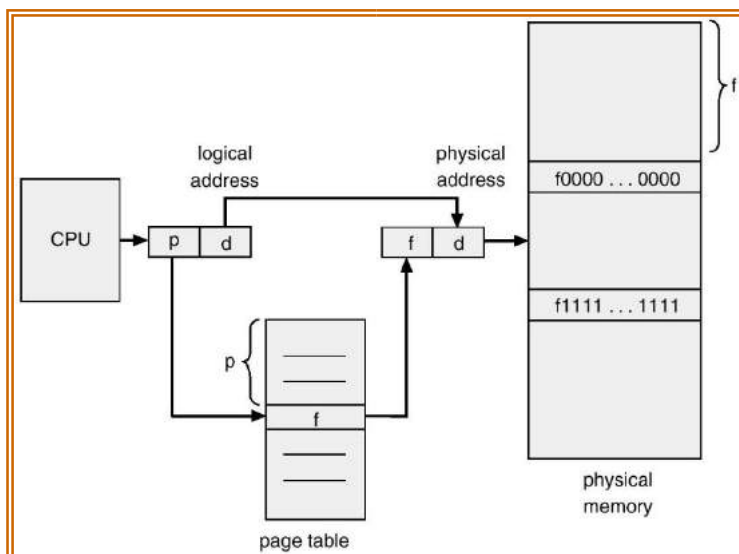 logical
address
physical
address
f
f0000 . . . 0000
CPU
p
d
f
d
f1111 . . . 1111
p
f
physical
memory
page table